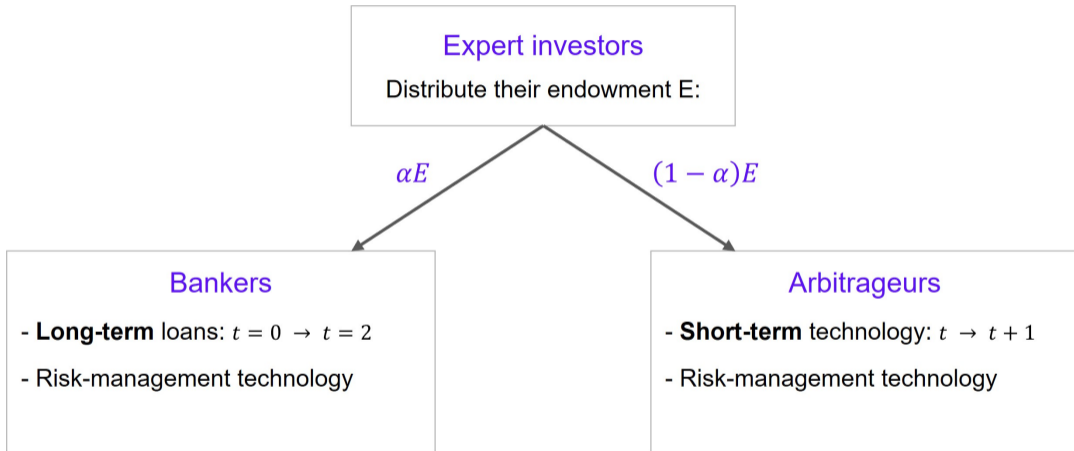 Expert investors
Distribute their endowment E:
αE
(1 − α)E
Bankers
- Long-term loans: t = 0 → t = 2
- Risk-management technology
Arbitrageurs
- Short-term technology: t → t + 1
- Risk-management technology